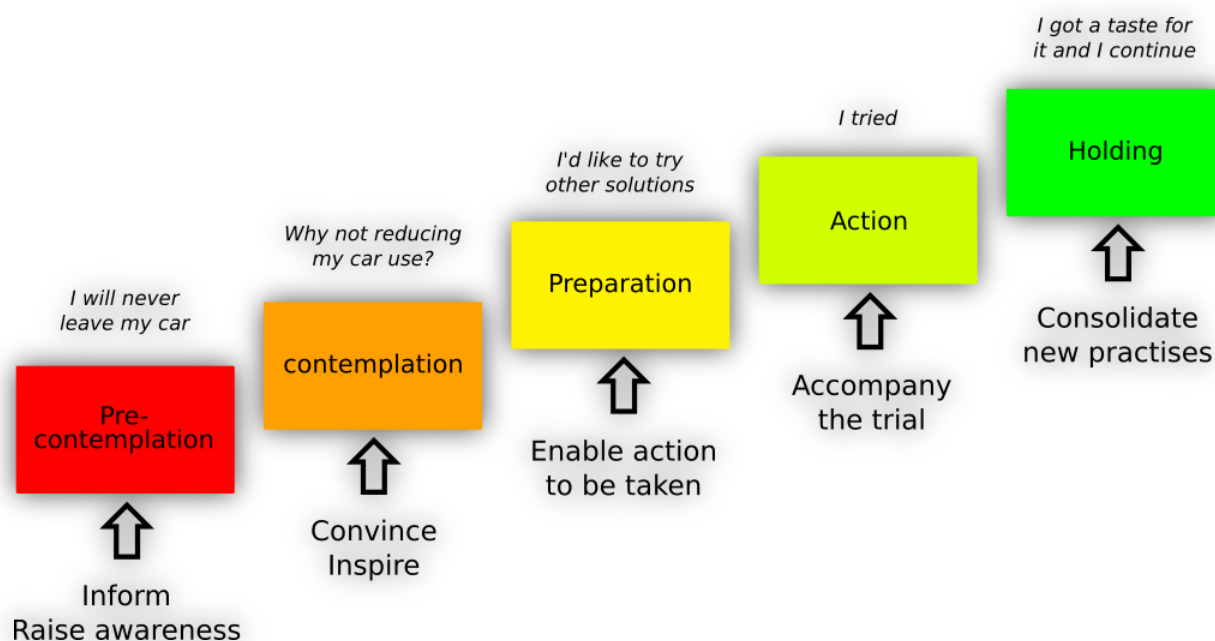 I will never
leave my car
Pre-
contemplation
Inform
Raise awareness
Why not reducing
my car use?
contemplation
Convince
Inspire
I'd like to try
other solutions
Preparation
Enable action
to be taken
I tried
Action
Accompany
the trial
I got a taste for
it and I continue
Holding
Consolidate
new practises